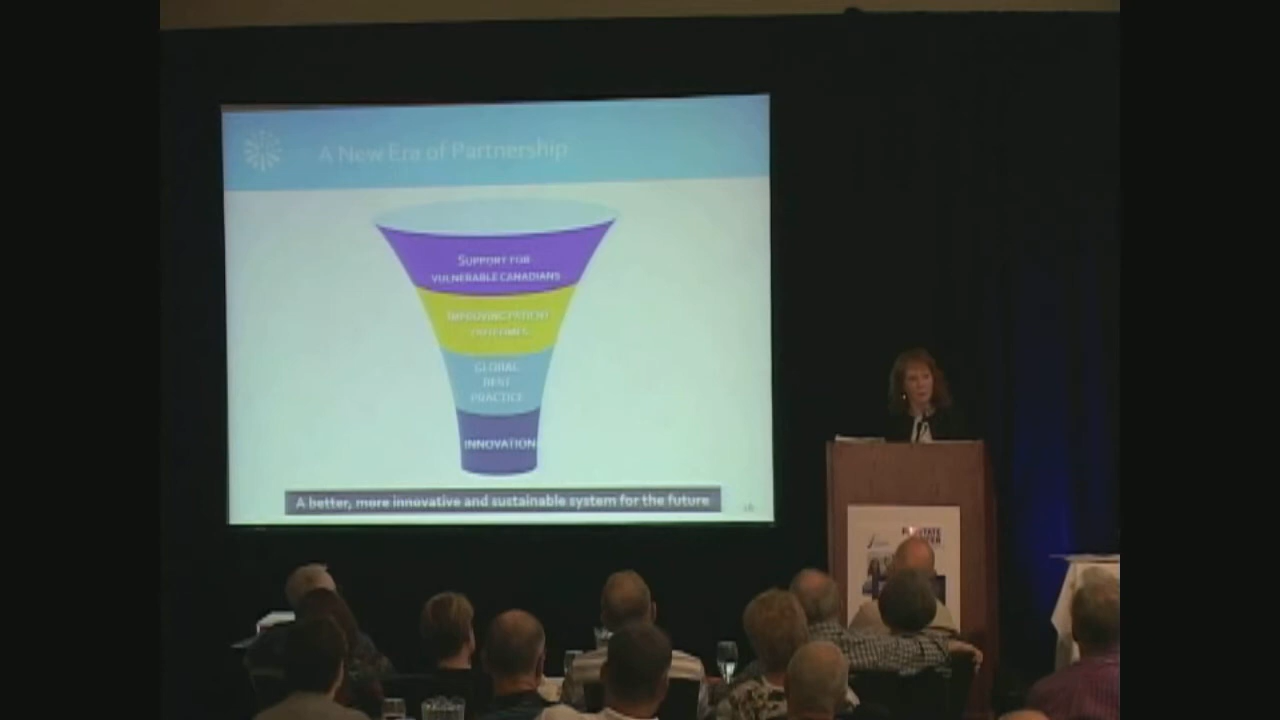 A New Era of Partnership
SUPPORT FOR
VULNERABLE CANADIANS
IMPROVING PATIENT
OUTCOMES
GLOBAL
BEST
PRACTICE
INNOVATION
A better, more innovative and sustainable system for the future